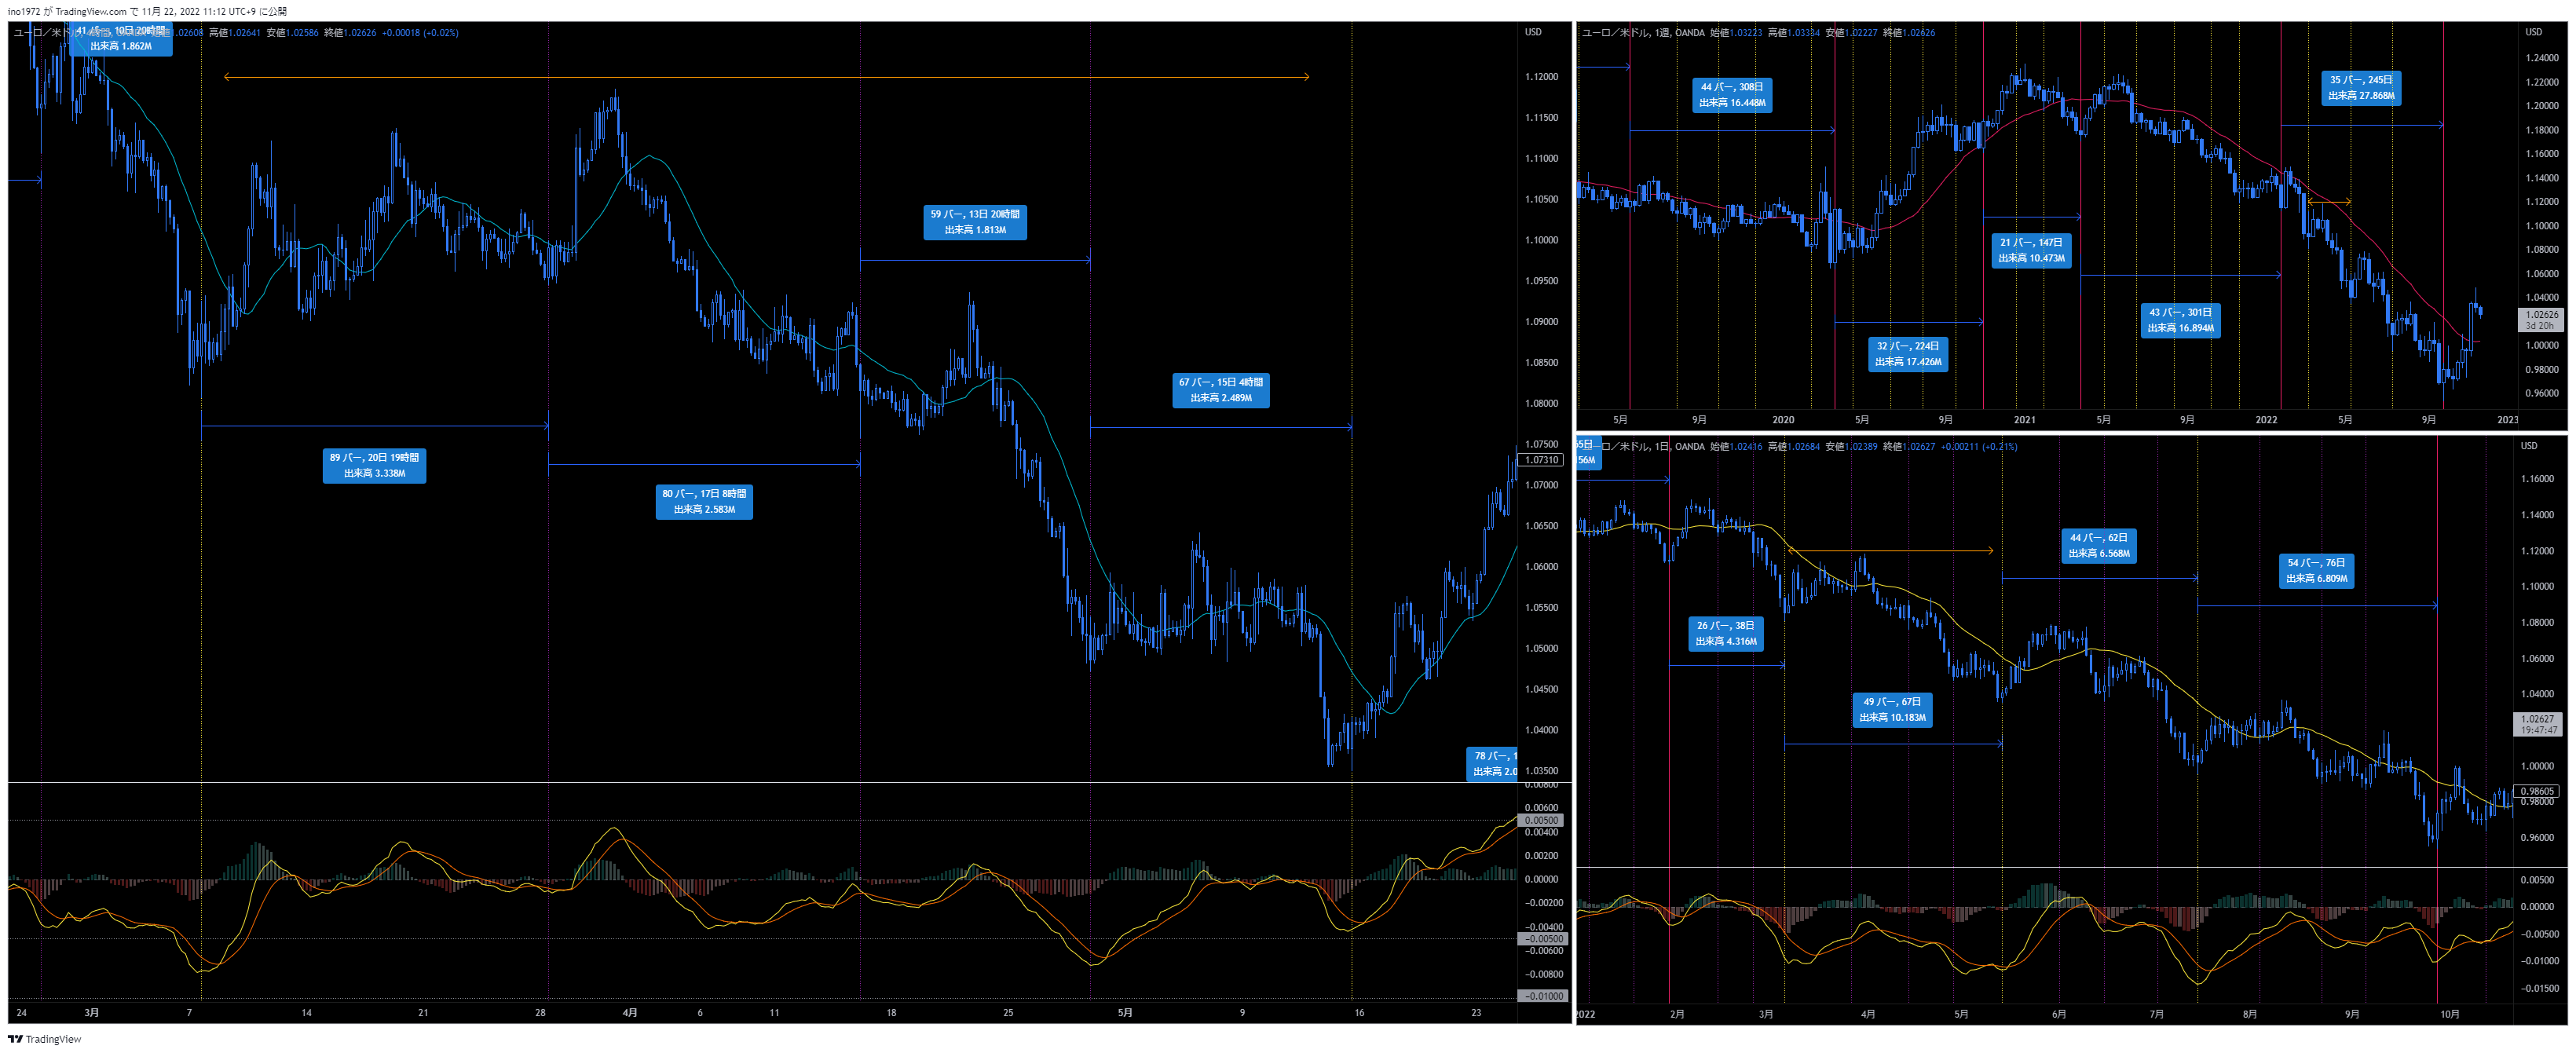 ino1972 が TradingView.com で 11月 22, 2022 11:12 UTC+9 に公開
41 バー, 10日 20時間
出来高 1.862M
ユーロ／米ドル, 4時間,
1.02608 高値1.02641 安値1.02586 終値1.02626 +0.00018 (+0.02%)
59 バー, 13日 20時間
出来高 1.813M
67 バー, 15日 4時間
出来高 2.489M
89 バー, 20日 19時間
出来高 3.338M
80 バー, 17日 8時間
出来高 2.583M
78 バー, 1
出来高 2.0
USD
1.12000
1.11500
1.11000
1.10500
1.10000
1.09500
1.09000
1.08500
1.08000
1.07500
1.07310
1.07000
1.06500
1.06000
1.05500
1.05000
1.04500
1.04000
1.03500
0.00800
0.00600
0.00500
0.00400
0.00200
0.00000
−0.00200
−0.00400
−0.00500
−0.00600
−0.00800
−0.01000
24 3月 7 14 21 28 4月 6 11 18 25 5月 9 16 23
ユーロ／米ドル, 1週, OANDA 始値1.03223 高値1.03334 安値1.02227 終値1.02626
44 バー, 308日
出来高 16.448M
35 バー, 245日
出来高 27.868M
21 バー, 147日
出来高 10.473M
43 バー, 301日
出来高 16.894M
32 バー, 224日
出来高 17.426M
USD
1.24000
1.22000
1.20000
1.18000
1.16000
1.14000
1.12000
1.10000
1.08000
1.06000
1.04000
1.02626
3d 20h
1.00000
0.98000
0.96000
5月 9月 2020 5月 9月 2021 5月 9月 2022 5月 9月 2023
55日
56M
ユーロ／米ドル, 1日, OANDA 始値1.02416 高値1.02684 安値1.02389 終値1.02627 +0.00211 (+0.21%)
44 バー, 62日
出来高 6.568M
54 バー, 76日
出来高 6.809M
26 バー, 38日
出来高 4.316M
49 バー, 67日
出来高 10.183M
USD
1.16000
1.14000
1.12000
1.10000
1.08000
1.06000
1.04000
1.02627
19:47:47
1.00000
0.98605
0.98000
0.96000
0.00500
0.00000
−0.00500
−0.01000
−0.01500
2022 2月 3月 4月 5月 6月 7月 8月 9月 10月
TradingView